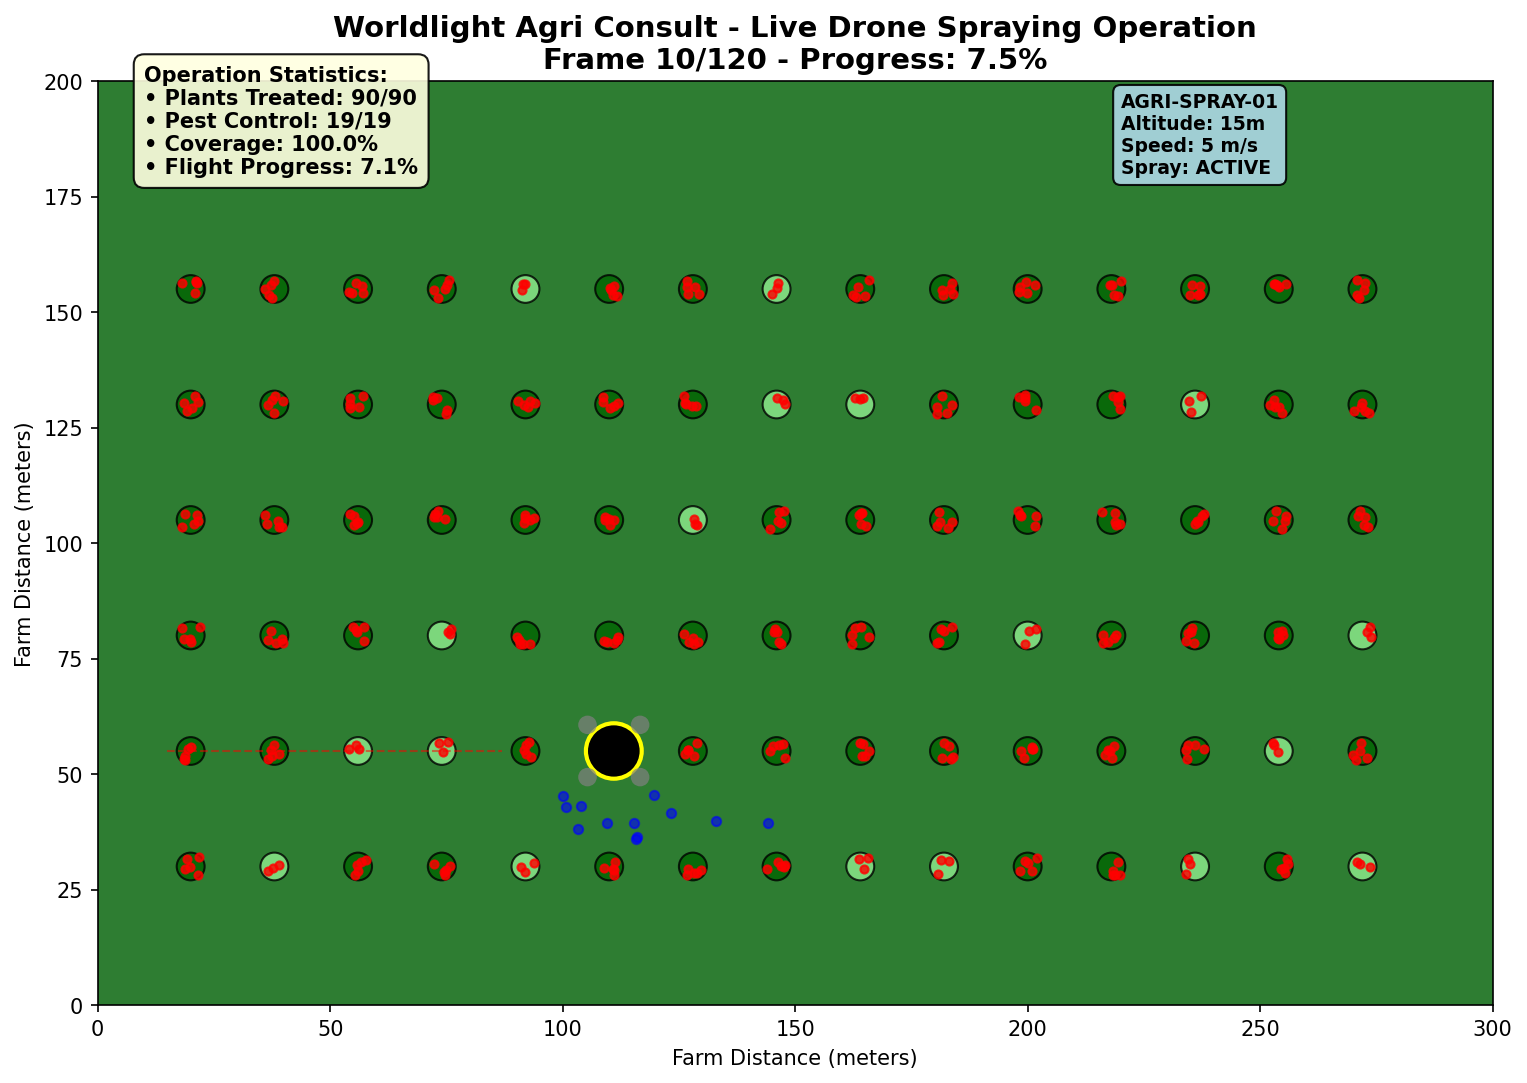 Worldlight Agri Consult - Live Drone Spraying Operation
Frame 10/120 - Progress: 7.5%
Operation Statistics:
• Plants Treated: 90/90
• Pest Control: 19/19
• Coverage: 100.0%
• Flight Progress: 7.1%
AGRI-SPRAY-01
Altitude: 15m
Speed: 5 m/s
Spray: ACTIVE
200
175
150
125
100
75
50
25
0
Farm Distance (meters)
0 50 100 150 200 250 300
Farm Distance (meters)